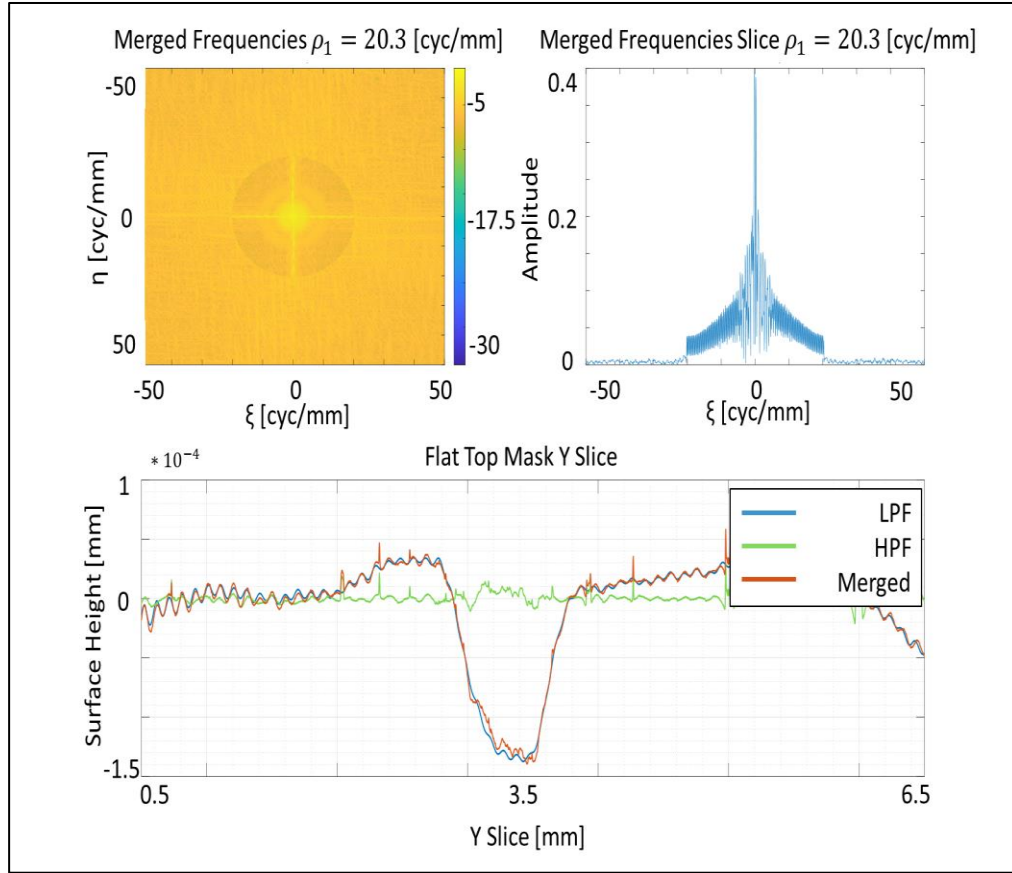 Merged Frequencies ρ₁ = 20.3 [cyc/mm]
-50
0
50
η [cyc/mm]
-50
0
50
ξ [cyc/mm]
-5
-17.5
-30
Merged Frequencies Slice ρ₁ = 20.3 [cyc/mm]
0.4
0.2
0
Amplitude
-50
0
50
ξ [cyc/mm]
* 10⁻⁴
Flat Top Mask Y Slice
1
0
-1.5
Surface Height [mm]
LPF
HPF
Merged
0.5
3.5
6.5
Y Slice [mm]